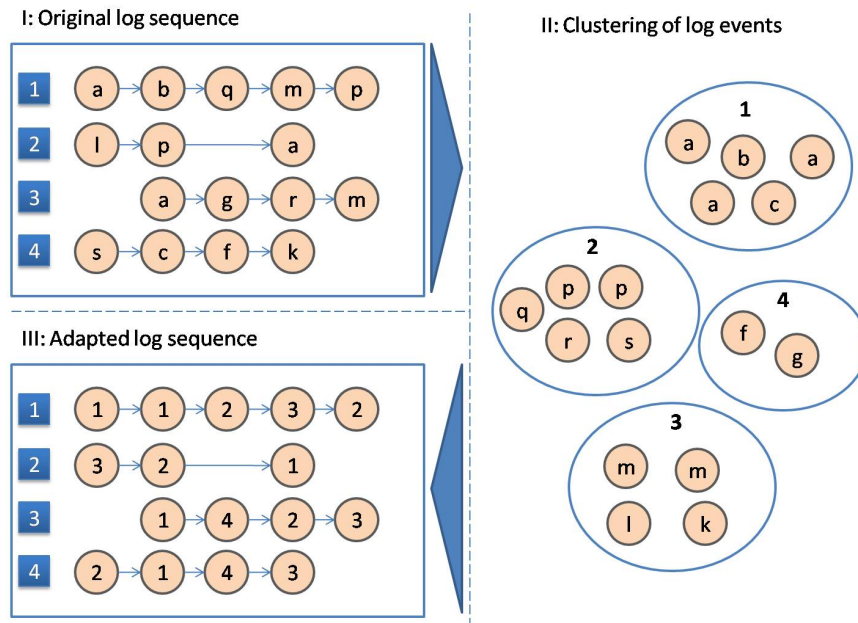 I: Original log sequence
1 a b q m p
2 l p a
3 a g r m
4 s c f k
II: Clustering of log events
1
a b a
a c
2
p p
q
r s
4
f
g
3
m m
l k
III: Adapted log sequence
1 1 1 2 3 2
2 3 2 1
3 1 4 2 3
4 2 1 4 3